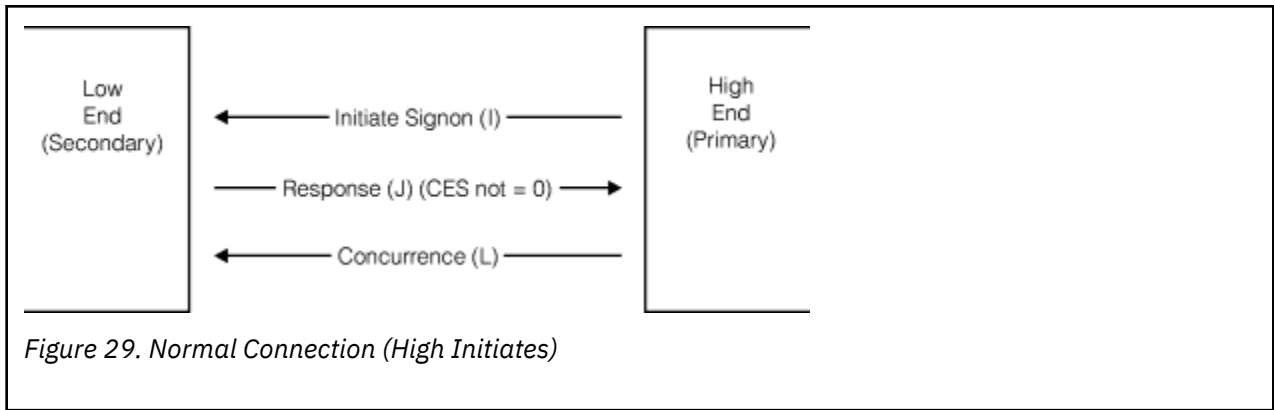 Low
End
(Secondary)
High
End
(Primary)
Initiate Signon (I)
Response (J) (CES not = 0)
Concurrence (L)
Figure 29. Normal Connection (High Initiates)